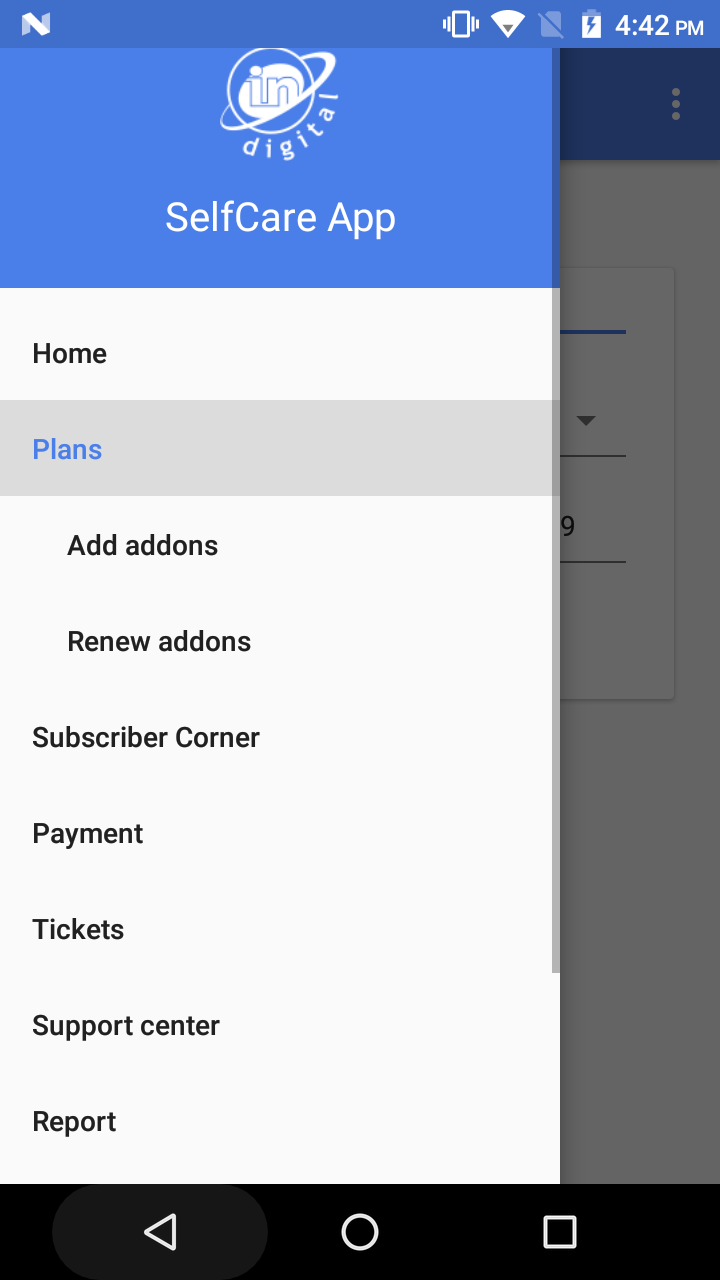 4:42 PM
in
digital
SelfCare App
Home
Plans
9
Add addons
Renew addons
Subscriber Corner
Payment
Tickets
Support center
Report